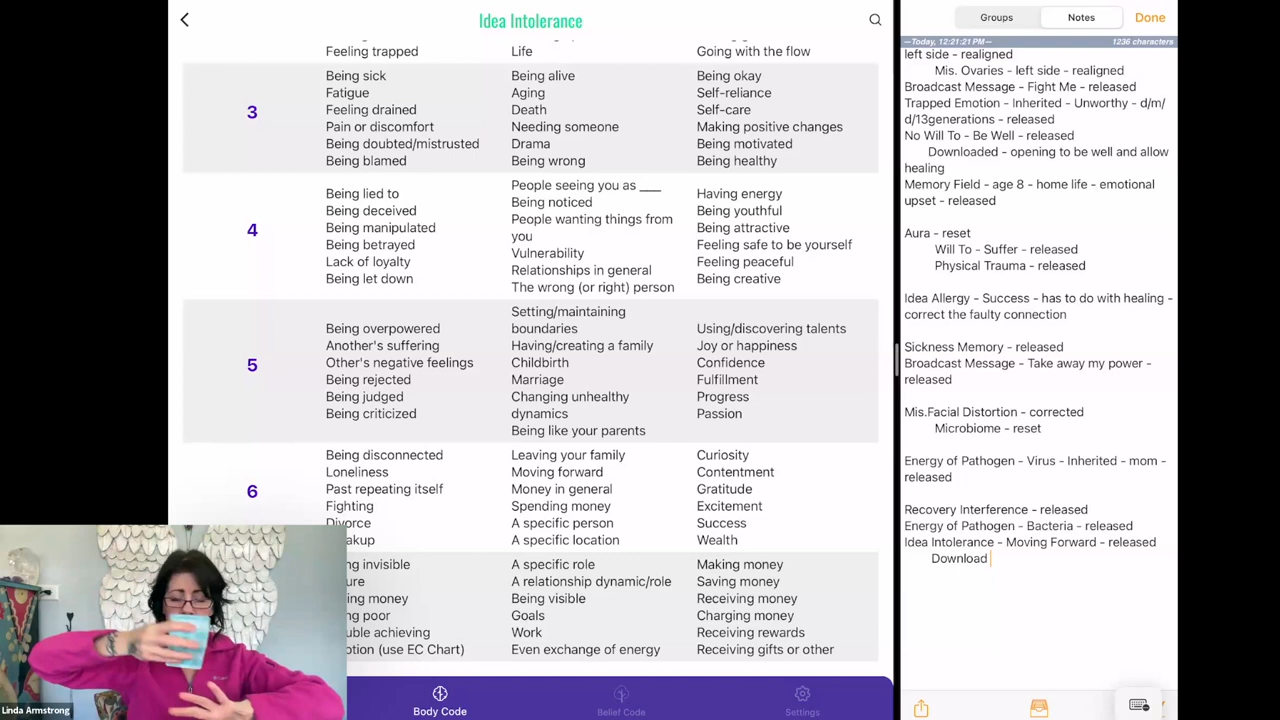 Idea Intolerance
Feeling trapped
Life
Going with the flow
3
Being sick
Fatigue
Feeling drained
Pain or discomfort
Being doubted/mistrusted
Being blamed
Being alive
Aging
Death
Needing someone
Drama
Being wrong
Being okay
Self-reliance
Self-care
Making positive changes
Being motivated
Being healthy
4
Being lied to
Being deceived
Being manipulated
Being betrayed
Lack of loyalty
Being let down
People seeing you as ___
Being noticed
People wanting things from
you
Vulnerability
Relationships in general
The wrong (or right) person
Having energy
Being youthful
Being attractive
Feeling safe to be yourself
Feeling peaceful
Being creative
5
Being overpowered
Another's suffering
Other's negative feelings
Being rejected
Being judged
Being criticized
Setting/maintaining
boundaries
Having/creating a family
Childbirth
Marriage
Changing unhealthy
dynamics
Being like your parents
Using/discovering talents
Joy or happiness
Confidence
Fulfillment
Progress
Passion
6
Being disconnected
Loneliness
Past repeating itself
Fighting
Divorce
akup
Leaving your family
Moving forward
Money in general
Spending money
A specific person
A specific location
Curiosity
Contentment
Gratitude
Excitement
Success
Wealth
invisible
ure
money
poor
achieving
(use EC Chart)
A specific role
A relationship dynamic/role
Being visible
Goals
Work
Even exchange of energy
Making money
Saving money
Receiving money
Charging money
Receiving rewards
Receiving gifts or other
Body Code
Belief Code
Settings
Linda Armstrong
Groups
Notes
Done
—Today, 12:21:21 PM—
1236 characters
left side - realigned
Mis. Ovaries - left side - realigned
Broadcast Message - Fight Me - released
Trapped Emotion - Inherited - Unworthy - d/m/
d/13generations - released
No Will To - Be Well - released
Downloaded - opening to be well and allow
healing
Memory Field - age 8 - home life - emotional
upset - released
Aura - reset
Will To - Suffer - released
Physical Trauma - released
Idea Allergy - Success - has to do with healing -
correct the faulty connection
Sickness Memory - released
Broadcast Message - Take away my power -
released
Mis.Facial Distortion - corrected
Microbiome - reset
Energy of Pathogen - Virus - Inherited - mom -
released
Recovery Interference - released
Energy of Pathogen - Bacteria - released
Idea Intolerance - Moving Forward - released
Download